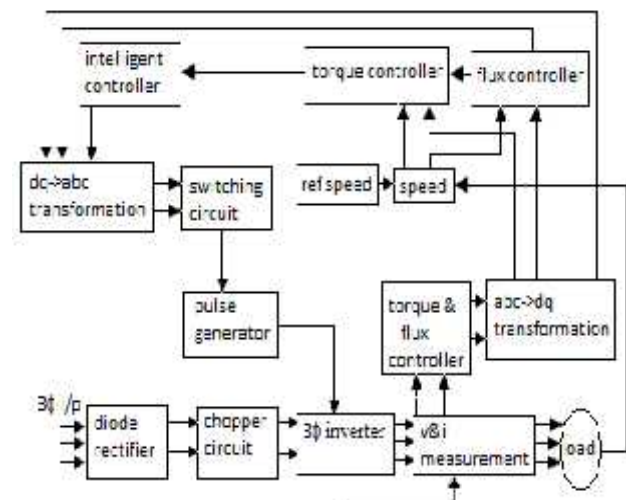 intelligent
controller
torque controller
flux controller
dq->abc
transformation
switching
circuit
ref speed
speed
pulse
generator
torque &
flux
controller
abc->dq
transformation
3ϕ i/p
diode
rectifier
chopper
circuit
3ϕ inverter
v&i
measurement
load